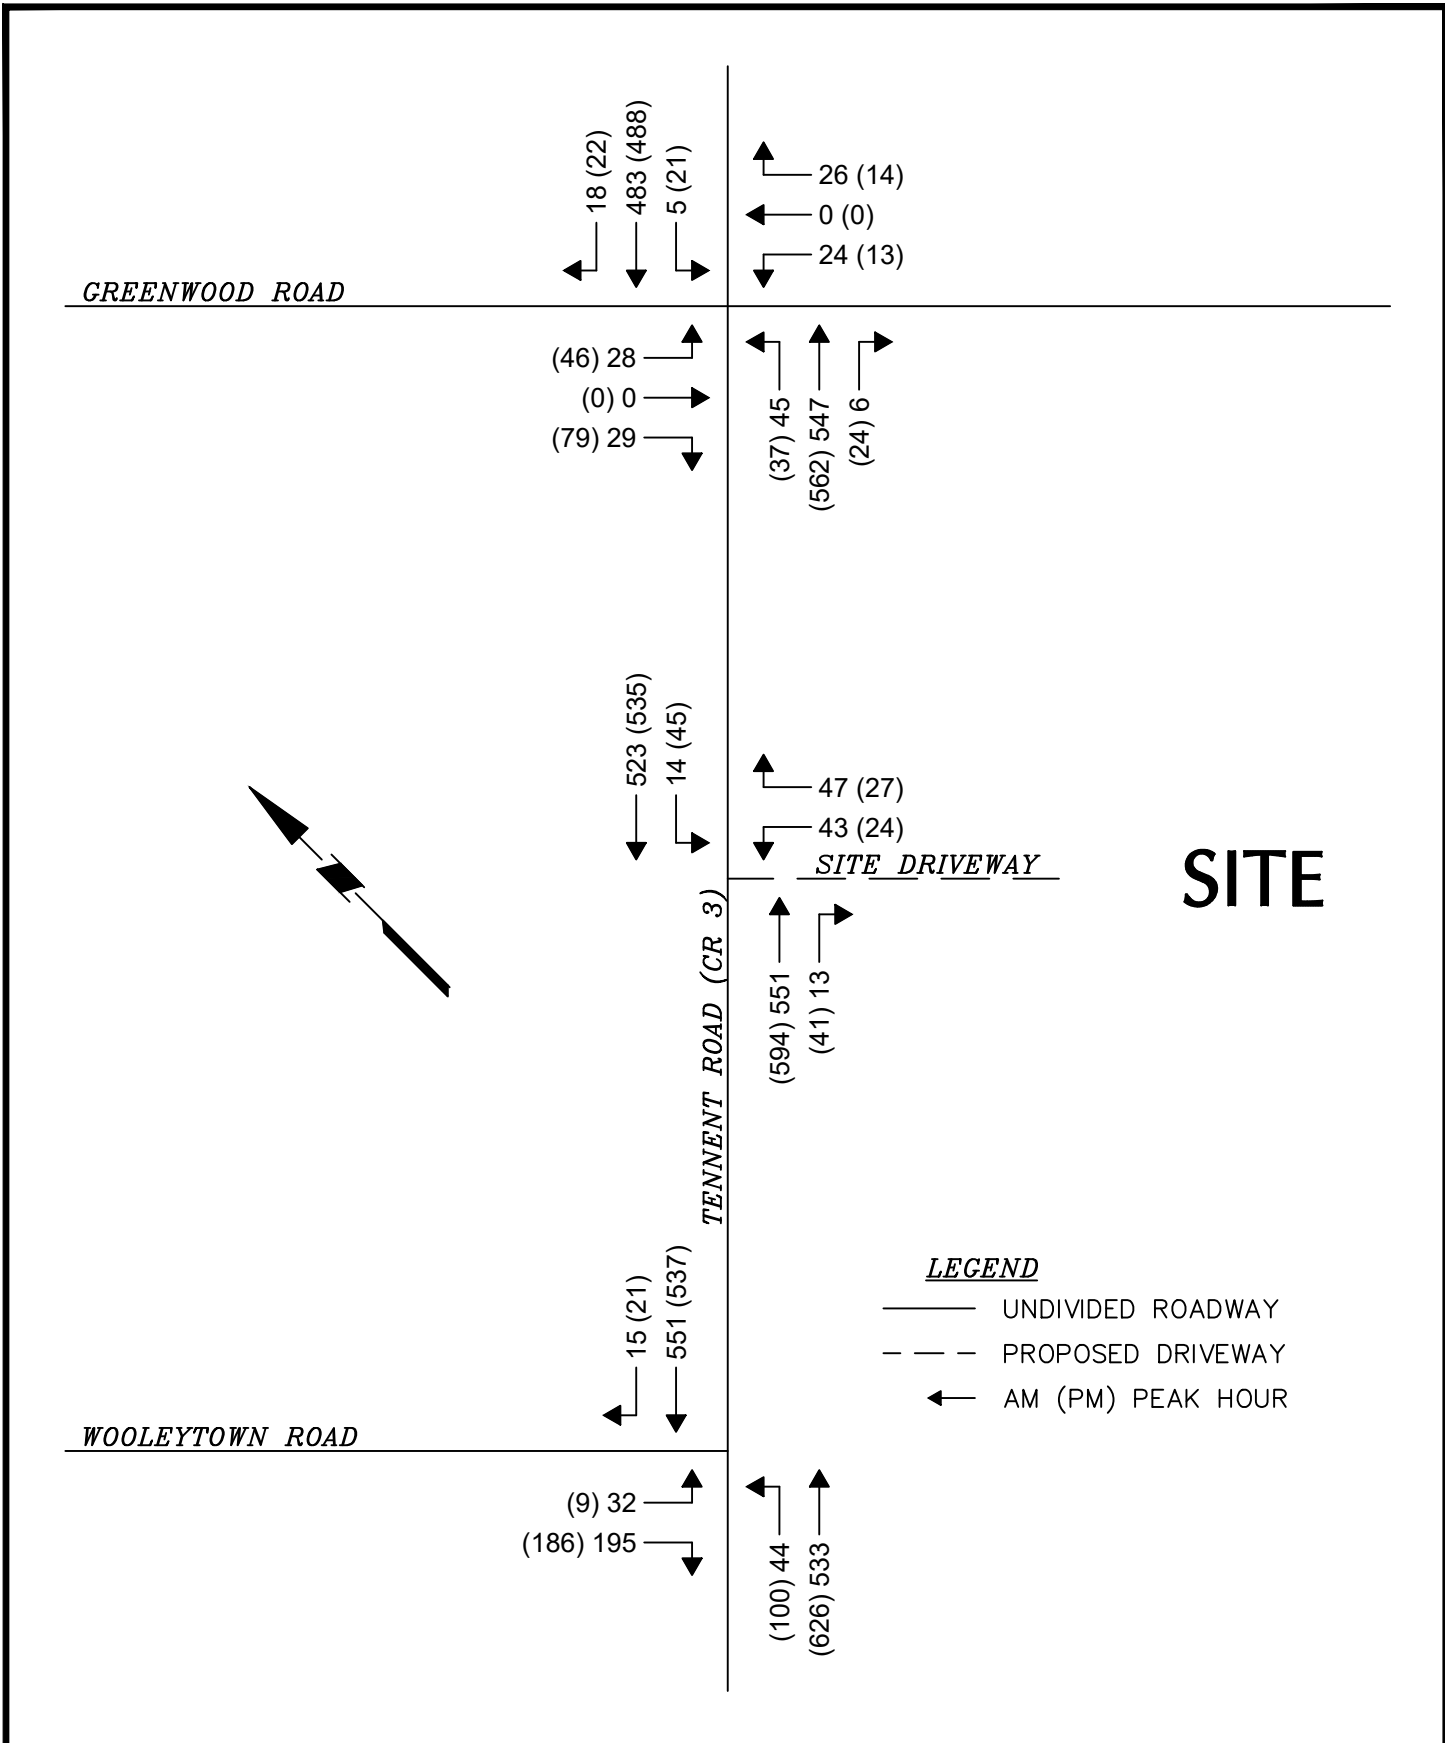 18 (22)
483 (488)
5 (21)
26 (14)
0 (0)
24 (13)
GREENWOOD ROAD
(46) 28
(0) 0
(79) 29
(37) 45
(562) 547
(24) 6
523 (535)
14 (45)
47 (27)
43 (24)
SITE DRIVEWAY
SITE
TENNENT ROAD (CR 3)
(594) 551
(41) 13
15 (21)
551 (537)
LEGEND
UNDIVIDED ROADWAY
PROPOSED DRIVEWAY
AM (PM) PEAK HOUR
WOOLEYTOWN ROAD
(9) 32
(186) 195
(100) 44
(626) 533